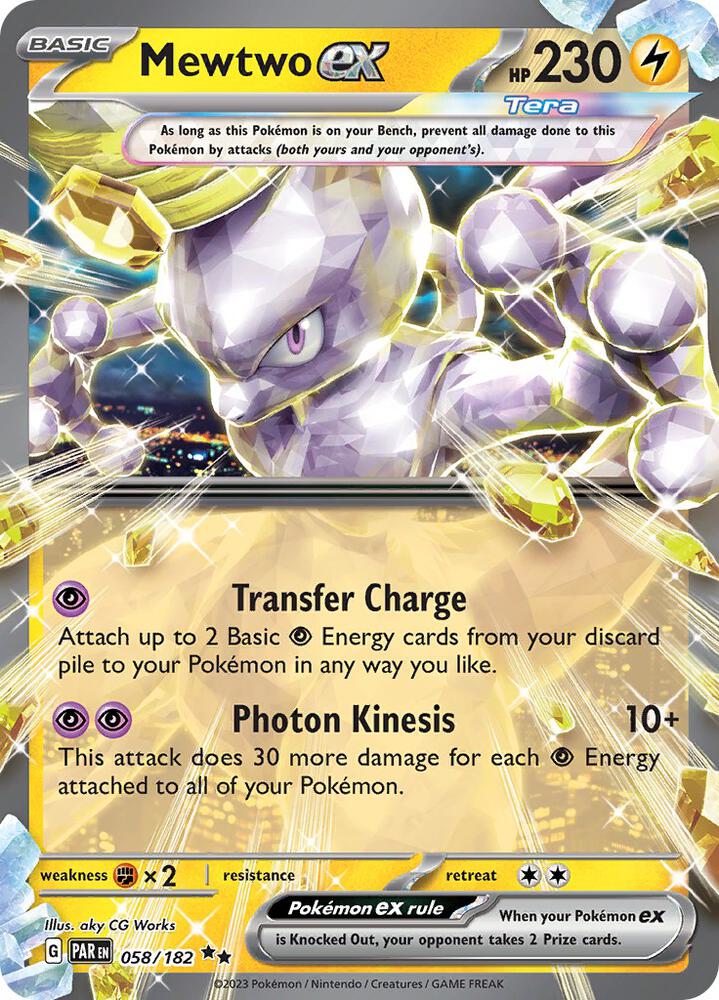 BASIC
Mewtwo ex
HP 230
Tera
As long as this Pokémon is on your Bench, prevent all damage done to this
Pokémon by attacks (both yours and your opponent's).
Transfer Charge
Attach up to 2 Basic Energy cards from your discard
pile to your Pokémon in any way you like.
Photon Kinesis 10+
This attack does 30 more damage for each Energy
attached to all of your Pokémon.
weakness ×2 resistance retreat
Illus. aky CG Works
Pokémon ex rule
When your Pokémon ex
is Knocked Out, your opponent takes 2 Prize cards.
G PAR EN 058/182
©2023 Pokémon / Nintendo / Creatures / GAME FREAK